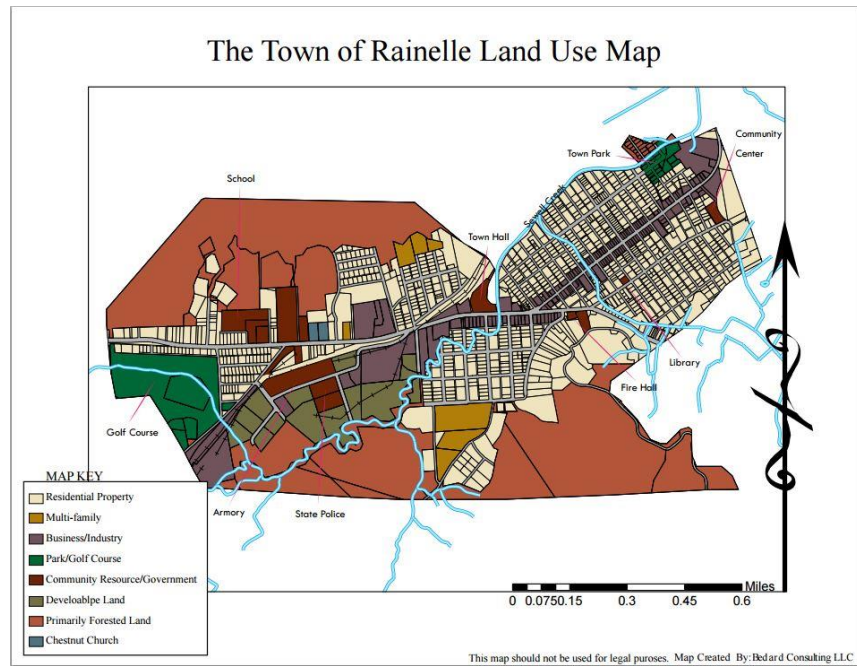 The Town of Rainelle Land Use Map
Community
Center
Town Park
School
Sewell Creek
Town Hall
Library
Fire Hall
Golf Course
MAP KEY
Residential Property
Multi-family
Business/Industry
Park/Golf Course
Community Resource/Government
Develoablpe Land
Primarily Forested Land
Chestnut Church
Armory
State Police
Miles
0 0.0750.15 0.3 0.45 0.6
This map should not be used for legal puroses. Map Created By:Bedard Consulting LLC